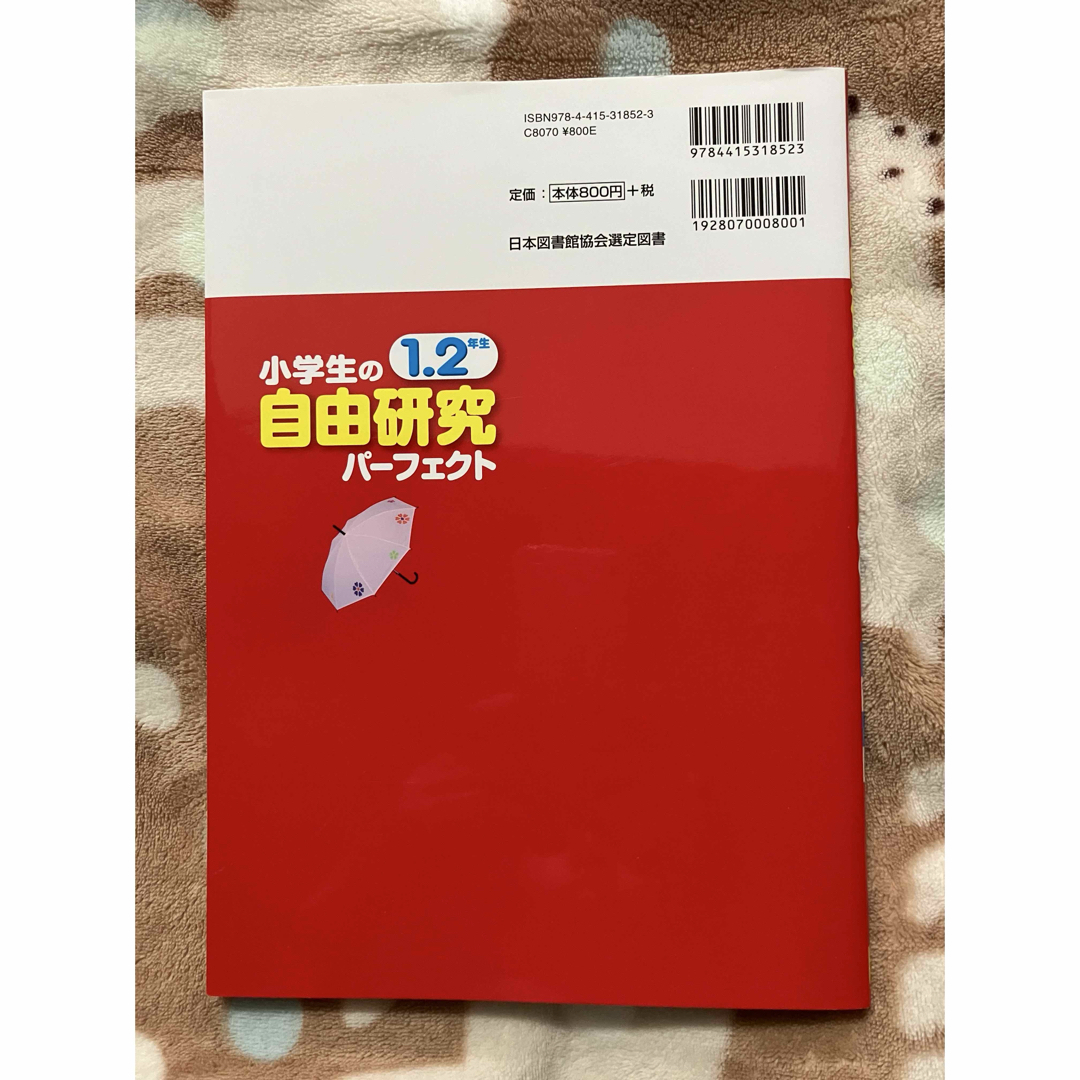 ISBN978-4-415-31852-3
C8070 ¥800E
9784415318523
定価：本体800円＋税
1928070008001
日本図書館協会選定図書
小学生の1.2年生
自由研究
パーフェクト